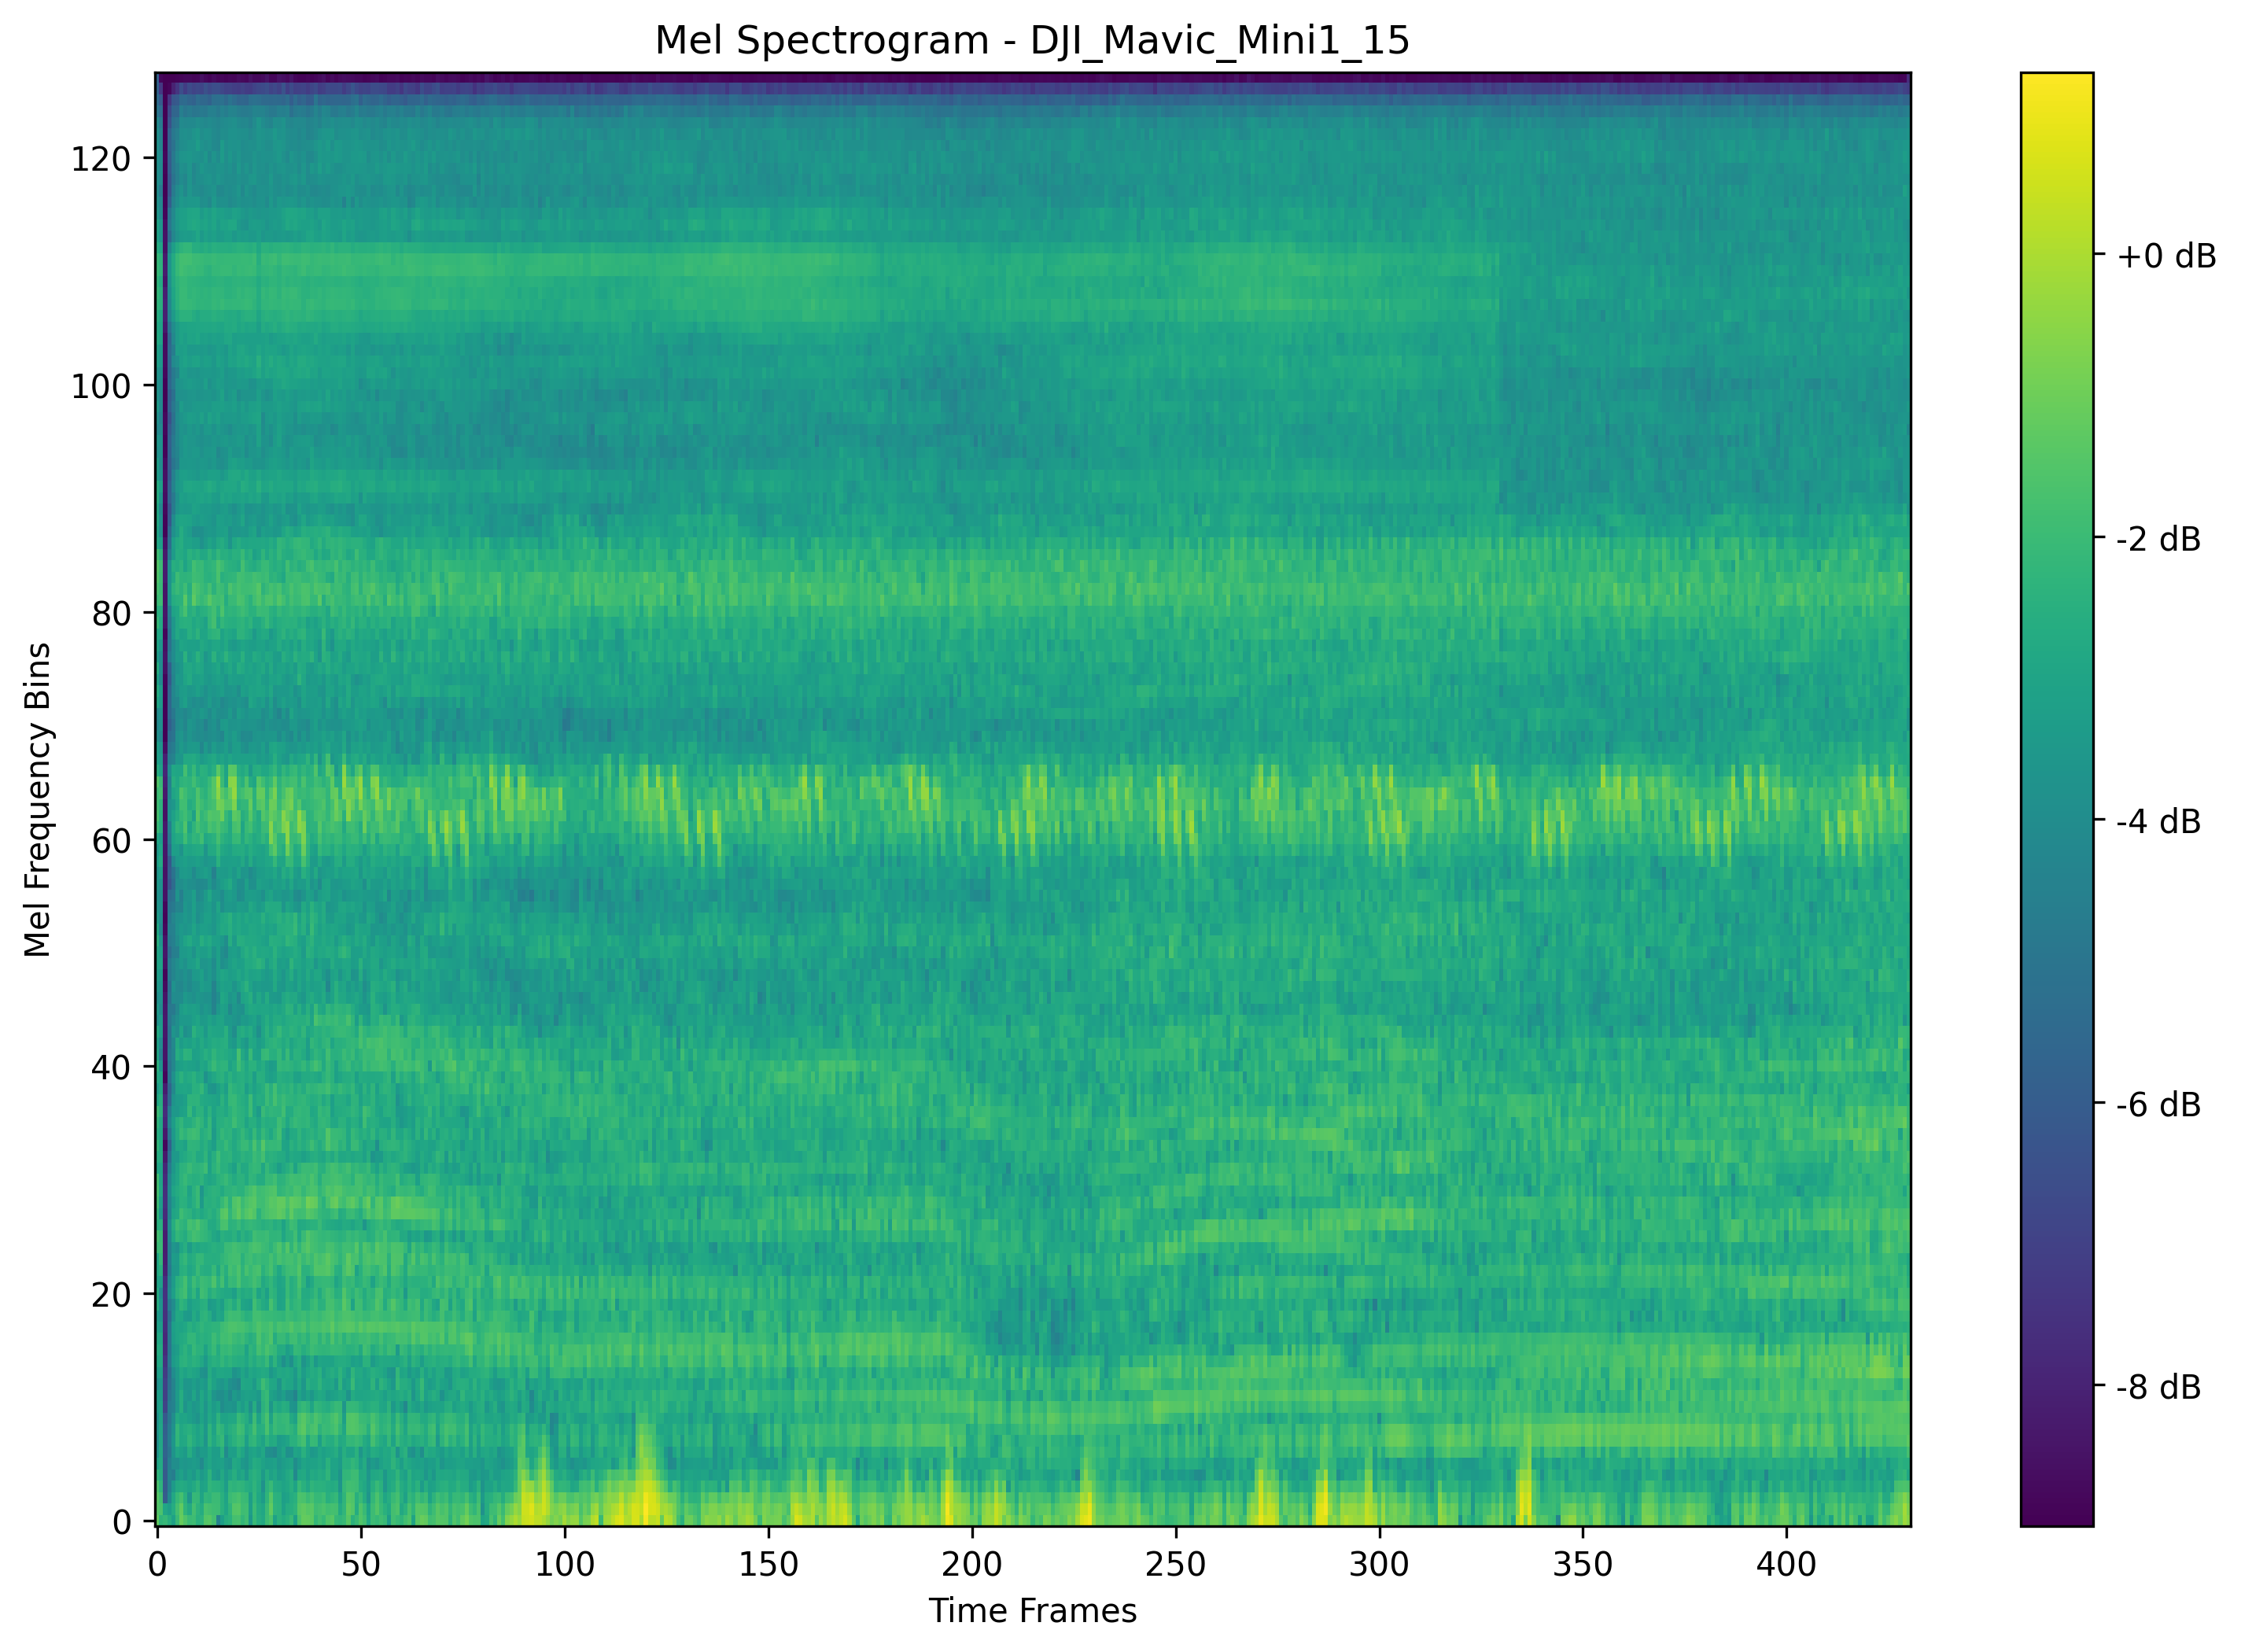 Mel Spectrogram - DJI_Mavic_Mini1_15
Mel Frequency Bins
120
100
80
60
40
20
0
0 50 100 150 200 250 300 350 400
Time Frames
+0 dB
-2 dB
-4 dB
-6 dB
-8 dB